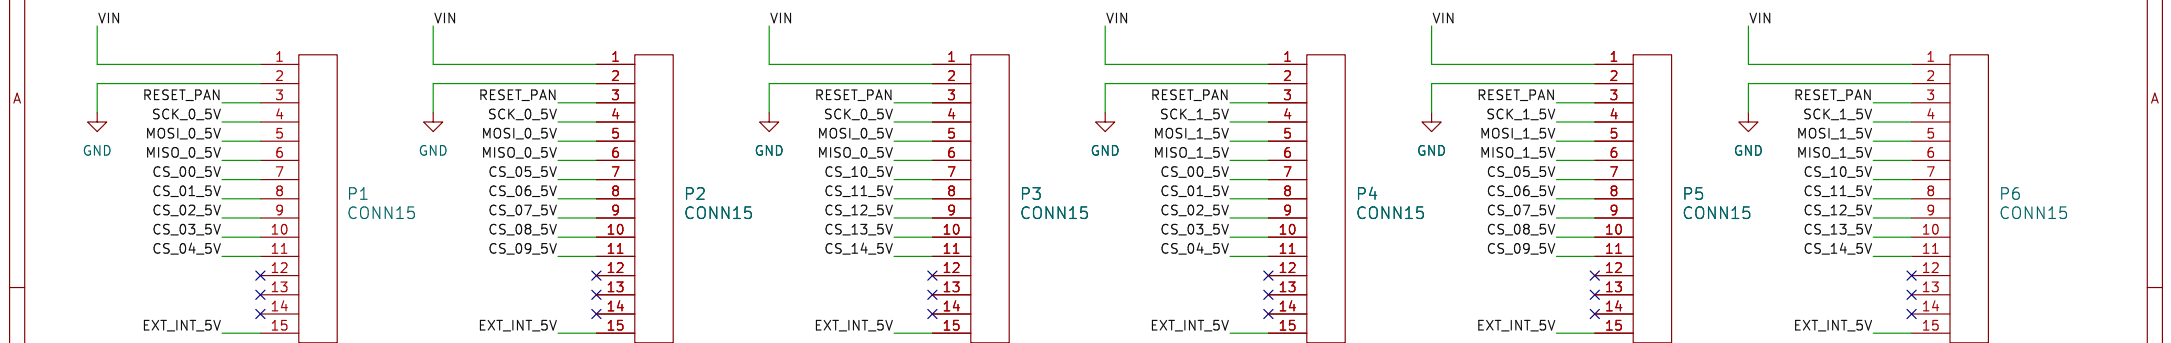 VIN VIN VIN VIN VIN VIN
1 1 1 1 1 1
2 2 2 2 2 2
A RESET_PAN 3 RESET_PAN 3 RESET_PAN 3 RESET_PAN 3 RESET_PAN 3 RESET_PAN 3 A
SCK_0_5V 4 SCK_0_5V 4 SCK_0_5V 4 SCK_1_5V 4 SCK_1_5V 4 SCK_1_5V 4
MOSI_0_5V 5 MOSI_0_5V 5 MOSI_0_5V 5 MOSI_1_5V 5 MOSI_1_5V 5 MOSI_1_5V 5
GND MISO_0_5V 6 GND MISO_0_5V 6 GND MISO_0_5V 6 GND MISO_1_5V 6 GND MISO_1_5V 6 GND MISO_1_5V 6
CS_00_5V 7 CS_05_5V 7 CS_10_5V 7 CS_00_5V 7 CS_05_5V 7 CS_10_5V 7
CS_01_5V 8 P1 CS_06_5V 8 P2 CS_11_5V 8 P3 CS_01_5V 8 P4 CS_06_5V 8 P5 CS_11_5V 8 P6
CS_02_5V 9 CONN15 CS_07_5V 9 CONN15 CS_12_5V 9 CONN15 CS_02_5V 9 CONN15 CS_07_5V 9 CONN15 CS_12_5V 9 CONN15
CS_03_5V 10 CS_08_5V 10 CS_13_5V 10 CS_03_5V 10 CS_08_5V 10 CS_13_5V 10
CS_04_5V 11 CS_09_5V 11 CS_14_5V 11 CS_04_5V 11 CS_09_5V 11 CS_14_5V 11
12 12 12 12 12 12
13 13 13 13 13 13
14 14 14 14 14 14
EXT_INT_5V 15 EXT_INT_5V 15 EXT_INT_5V 15 EXT_INT_5V 15 EXT_INT_5V 15 EXT_INT_5V 15